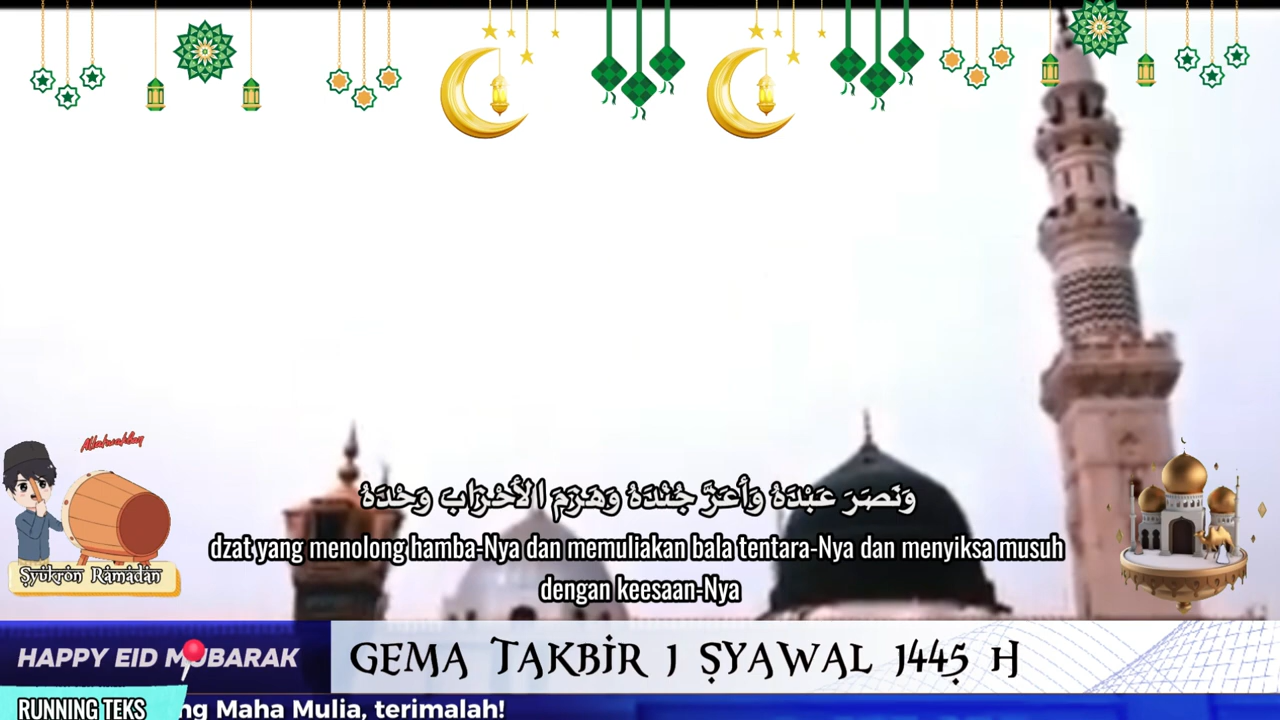 وَنَصَرَ عَبْدَهُ وَأَعَزَّ جُنْدَهُ وَهَزَمَ الْأَحْزَابَ وَحْدَهُ
dzat yang menolong hamba-Nya dan memuliakan bala tentara-Nya dan menyiksa musuh
dengan keesaan-Nya
Syukron Ramadan
HAPPY EID MUBARAK
GEMA TAKBIR 1 SYAWAL 1445 H
RUNNING TEKS
ng Maha Mulia, terimalah!